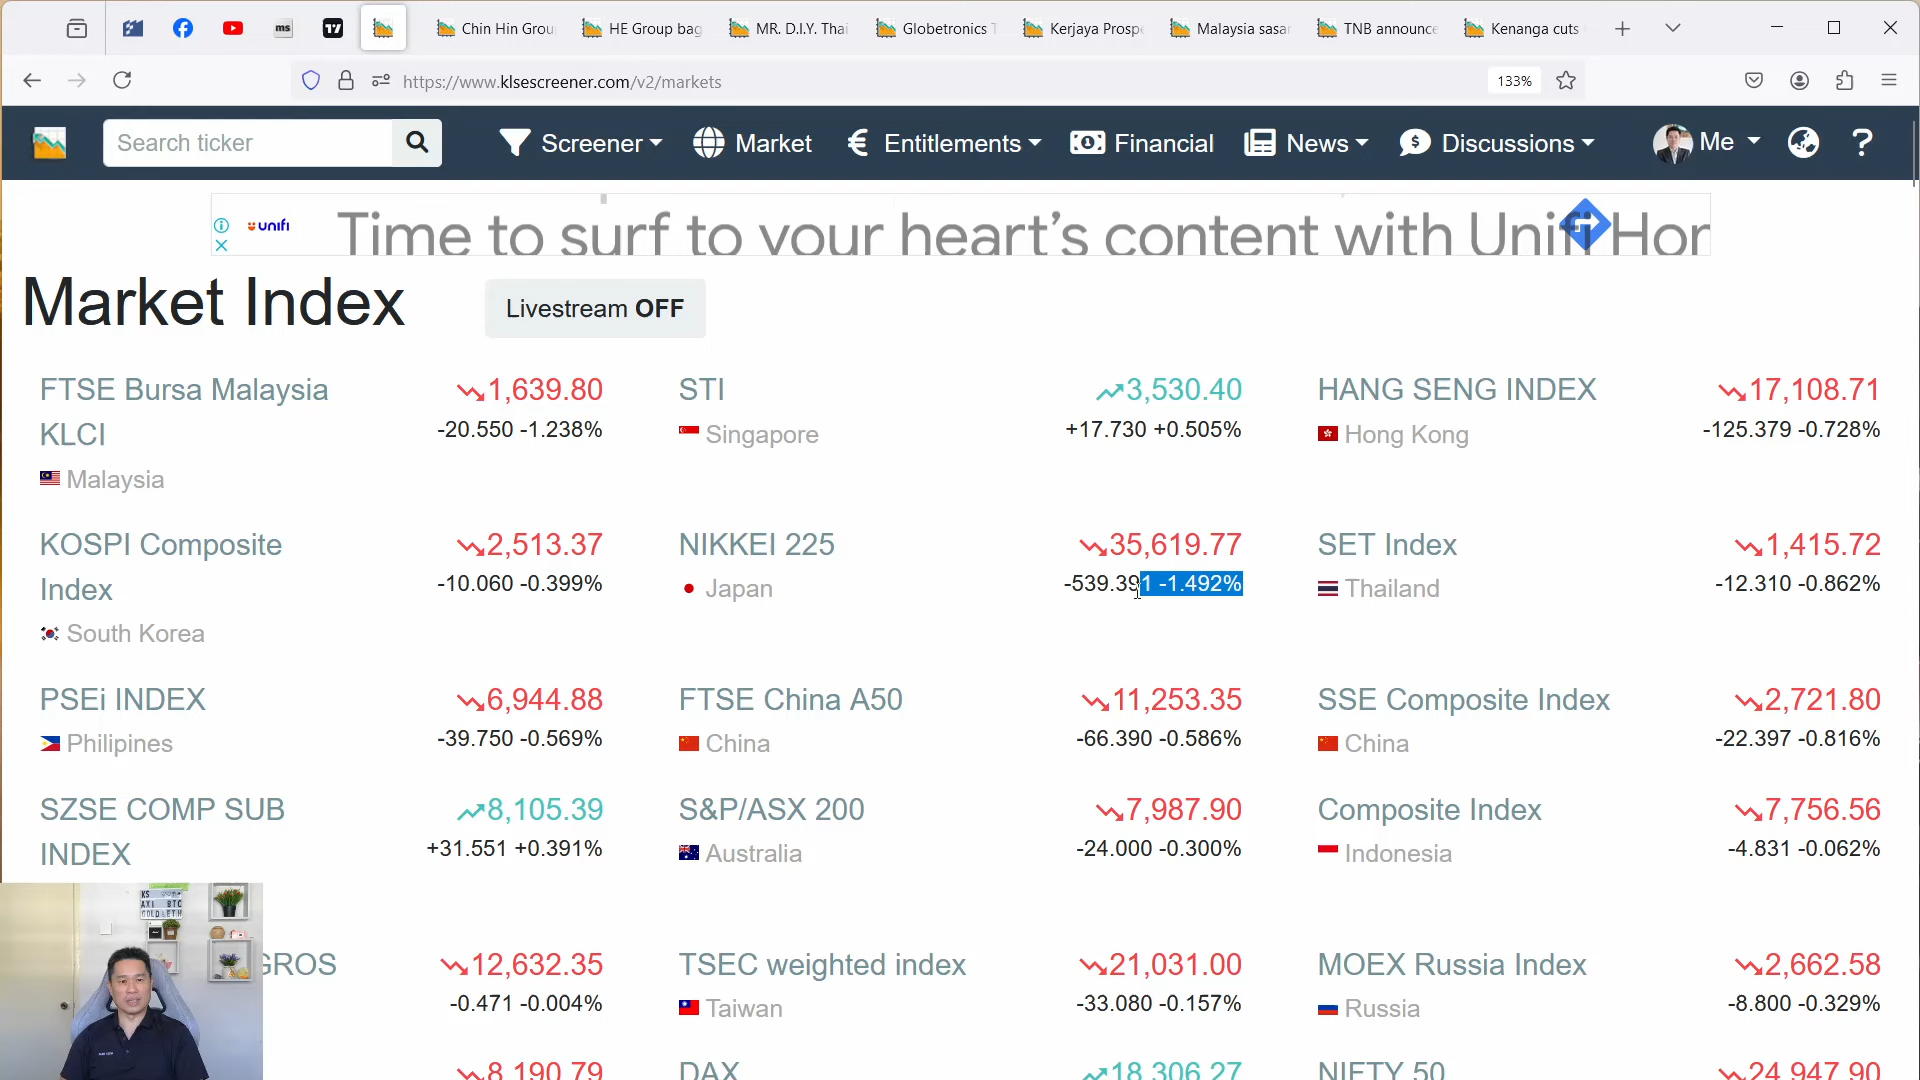 ms
Chin Hin Grou
HE Group bag
MR. D.I.Y. Thai
Globetronics T
Kerjaya Prospe
Malaysia sasar
TNB announce
Kenanga cuts
https://www.klsescreener.com/v2/markets
133%
Search ticker
Screener
Market
Entitlements
Financial
News
Discussions
Me
?
unifi
Time to surf to your heart's content with Unifi Hor
Market Index
Livestream OFF
FTSE Bursa Malaysia
KLCI
Malaysia
1,639.80
-20.550 -1.238%
STI
Singapore
3,530.40
+17.730 +0.505%
HANG SENG INDEX
Hong Kong
17,108.71
-125.379 -0.728%
KOSPI Composite
Index
South Korea
2,513.37
-10.060 -0.399%
NIKKEI 225
Japan
35,619.77
-539.391 -1.492%
SET Index
Thailand
1,415.72
-12.310 -0.862%
PSEi INDEX
Philipines
6,944.88
-39.750 -0.569%
FTSE China A50
China
11,253.35
-66.390 -0.586%
SSE Composite Index
China
2,721.80
-22.397 -0.816%
SZSE COMP SUB
INDEX
8,105.39
+31.551 +0.391%
S&P/ASX 200
Australia
7,987.90
-24.000 -0.300%
Composite Index
Indonesia
7,756.56
-4.831 -0.062%
GROS
12,632.35
-0.471 -0.004%
TSEC weighted index
Taiwan
21,031.00
-33.080 -0.157%
MOEX Russia Index
Russia
2,662.58
-8.800 -0.329%
8,190.79
DAX
18,306.27
NIFTY 50
24,947.90
KS
AXI BTC
GOLD & ETH